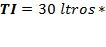 TI = 30 ltros *